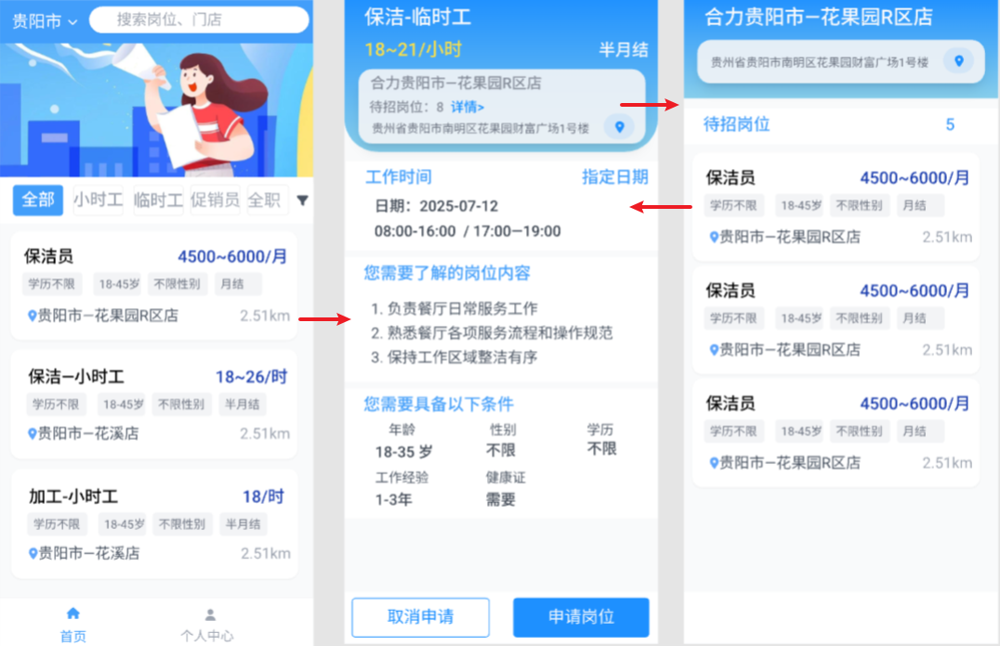 贵阳市
搜索岗位、门店
全部 小时工 临时工 促销员 全职
保洁员 4500~6000/月
学历不限 18-45岁 不限性别 月结
贵阳市—花果园R区店 2.51km
保洁—小时工 18~26/时
学历不限 18-45岁 不限性别 半月结
贵阳市—花溪店 2.51km
加工-小时工 18/时
学历不限 18-45岁 不限性别 半月结
贵阳市—花溪店 2.51km
首页 个人中心
保洁-临时工
18~21/小时 半月结
合力贵阳市—花果园R区店
待招岗位：8 详情>
贵州省贵阳市南明区花果园财富广场1号楼
工作时间 指定日期
日期：2025-07-12
08:00-16:00 / 17:00—19:00
您需要了解的岗位内容
1. 负责餐厅日常服务工作
2. 熟悉餐厅各项服务流程和操作规范
3. 保持工作区域整洁有序
您需要具备以下条件
年龄 性别 学历
18-35 岁 不限 不限
工作经验 健康证
1-3年 需要
取消申请 申请岗位
合力贵阳市—花果园R区店
贵州省贵阳市南明区花果园财富广场1号楼
待招岗位 5
保洁员 4500~6000/月
学历不限 18-45岁 不限性别 月结
贵阳市—花果园R区店 2.51km
保洁员 4500~6000/月
学历不限 18-45岁 不限性别 月结
贵阳市—花果园R区店 2.51km
保洁员 4500~6000/月
学历不限 18-45岁 不限性别 月结
贵阳市—花果园R区店 2.51km